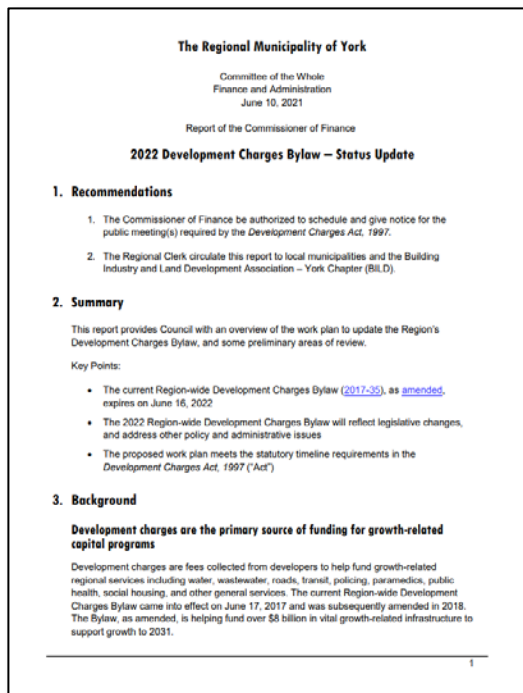 The Regional Municipality of York
Committee of the Whole
Finance and Administration
June 10, 2021
Report of the Commissioner of Finance
2022 Development Charges Bylaw – Status Update
1. Recommendations
1. The Commissioner of Finance be authorized to schedule and give notice for the
public meeting(s) required by the Development Charges Act, 1997.
2. The Regional Clerk circulate this report to local municipalities and the Building
Industry and Land Development Association – York Chapter (BILD).
2. Summary
This report provides Council with an overview of the work plan to update the Region's
Development Charges Bylaw, and some preliminary areas of review.
Key Points:
• The current Region-wide Development Charges Bylaw (2017-35), as amended,
expires on June 16, 2022
• The 2022 Region-wide Development Charges Bylaw will reflect legislative changes,
and address other policy and administrative issues
• The proposed work plan meets the statutory timeline requirements in the
Development Charges Act, 1997 ("Act")
3. Background
Development charges are the primary source of funding for growth-related
capital programs
Development charges are fees collected from developers to help fund growth-related
regional services including water, wastewater, roads, transit, policing, paramedics, public
health, social housing, and other general services. The current Region-wide Development
Charges Bylaw came into effect on June 17, 2017 and was subsequently amended in 2018.
The Bylaw, as amended, is helping fund over $8 billion in vital growth-related infrastructure to
support growth to 2031.
1